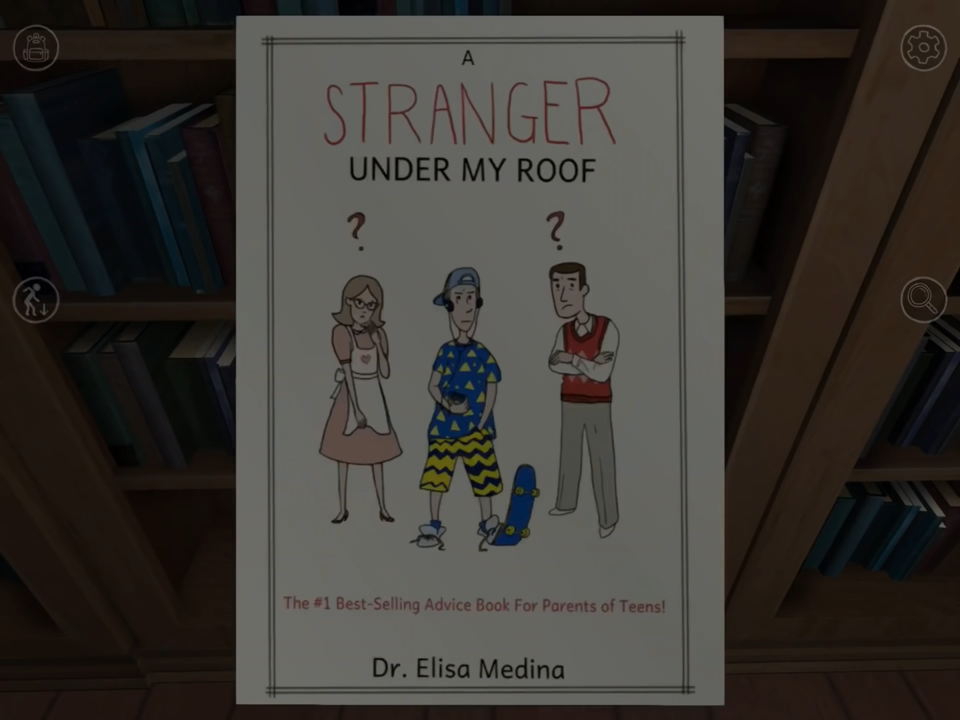 A
STRANGER
UNDER MY ROOF
? ?
The #1 Best-Selling Advice Book For Parents of Teens!
Dr. Elisa Medina